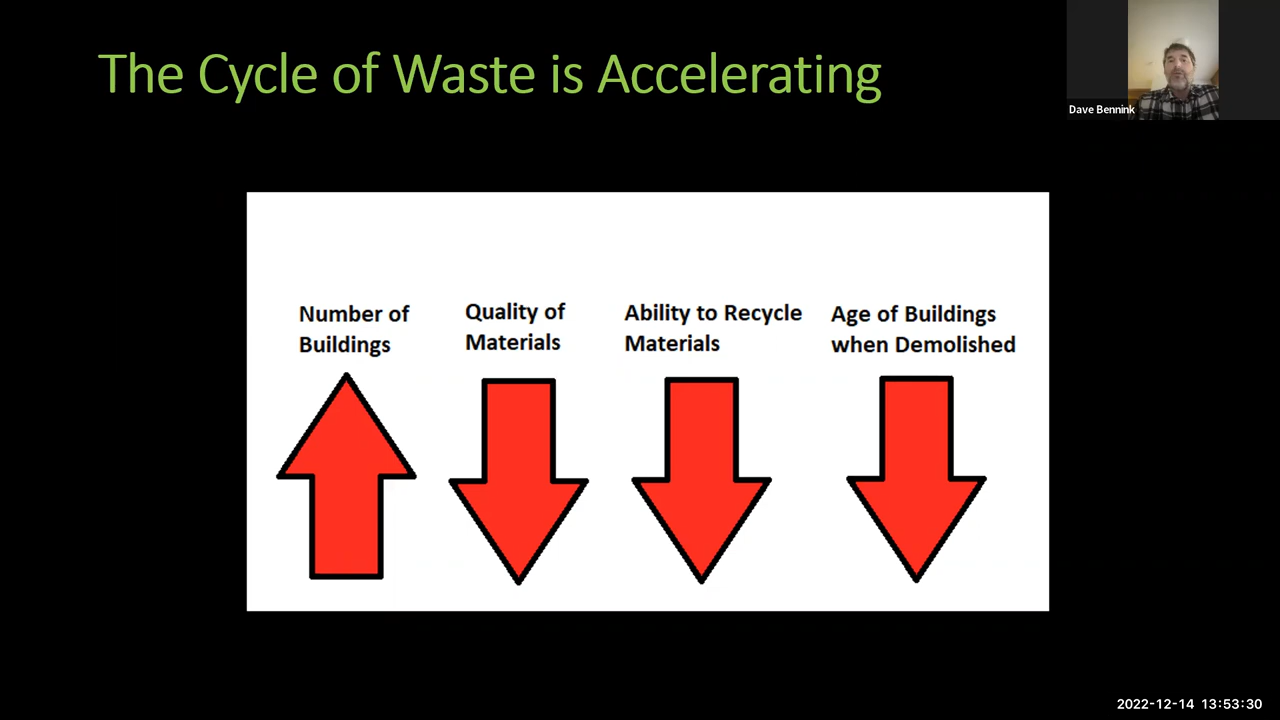 The Cycle of Waste is Accelerating
Dave Bennink
Number of
Buildings
Quality of
Materials
Ability to Recycle
Materials
Age of Buildings
when Demolished
2022-12-14 13:53:30